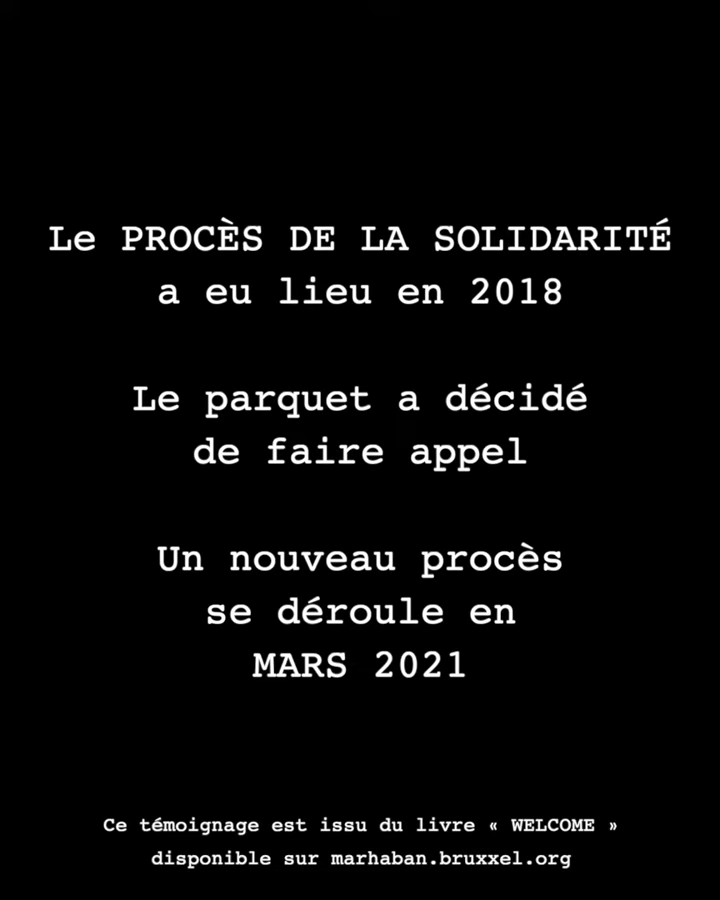 Le PROCÈS DE LA SOLIDARITÉ
a eu lieu en 2018
Le parquet a décidé
de faire appel
Un nouveau procès
se déroule en
MARS 2021
Ce témoignage est issu du livre « WELCOME »
disponible sur marhaban.bruxxel.org